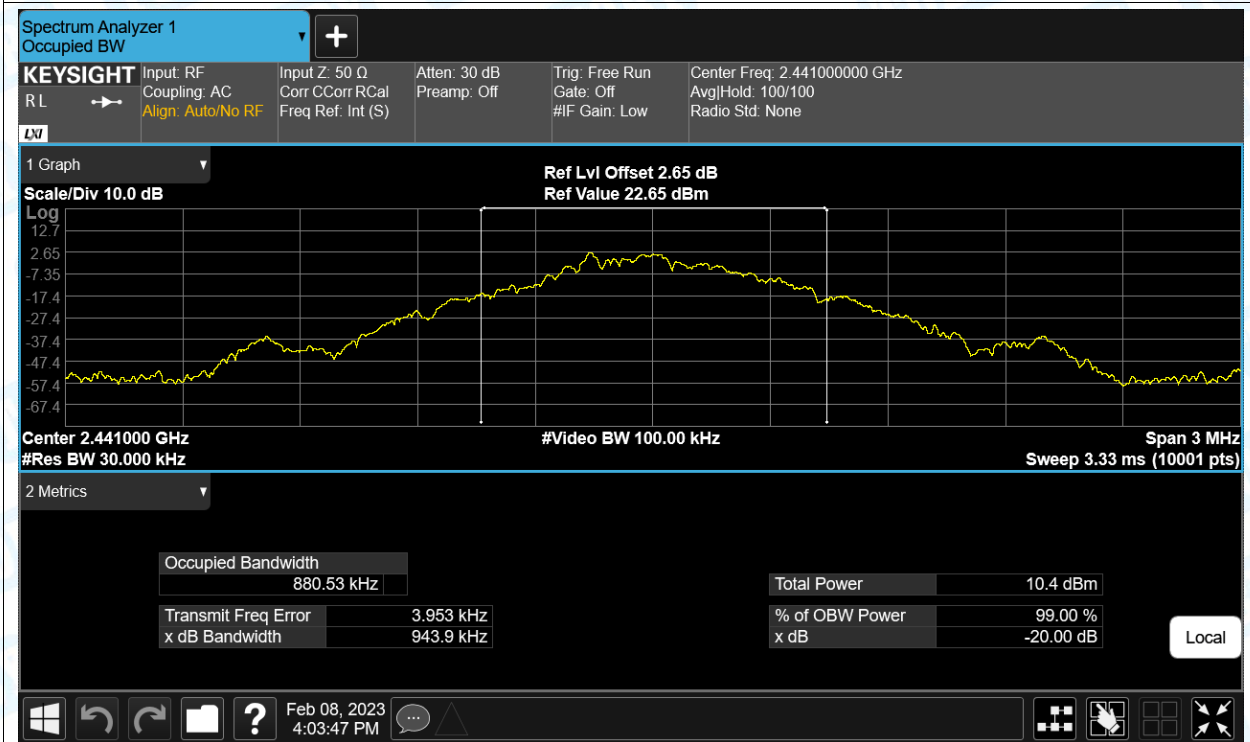 Spectrum Analyzer 1
Occupied BW
KEYSIGHT
R L
LXI
Input: RF
Coupling: AC
Align: Auto/No RF
Input Z: 50 Ω
Corr CCorr RCal
Freq Ref: Int (S)
Atten: 30 dB
Preamp: Off
Trig: Free Run
Gate: Off
#IF Gain: Low
Center Freq: 2.441000000 GHz
Avg|Hold: 100/100
Radio Std: None
1 Graph
Scale/Div 10.0 dB
Ref Lvl Offset 2.65 dB
Ref Value 22.65 dBm
Log
12.7
2.65
-7.35
-17.4
-27.4
-37.4
-47.4
-57.4
-67.4
Center 2.441000 GHz
#Video BW 100.00 kHz
Span 3 MHz
#Res BW 30.000 kHz
Sweep 3.33 ms (10001 pts)
2 Metrics
Occupied Bandwidth
880.53 kHz
Transmit Freq Error 3.953 kHz
x dB Bandwidth 943.9 kHz
Total Power 10.4 dBm
% of OBW Power 99.00 %
x dB -20.00 dB
Local
Feb 08, 2023
4:03:47 PM